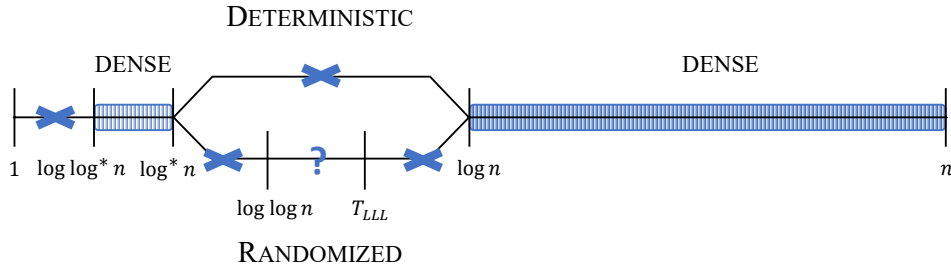 DETERMINISTIC
DENSE DENSE
?
1 log log* n log* n log n n
log log n T_LLL
RANDOMIZED